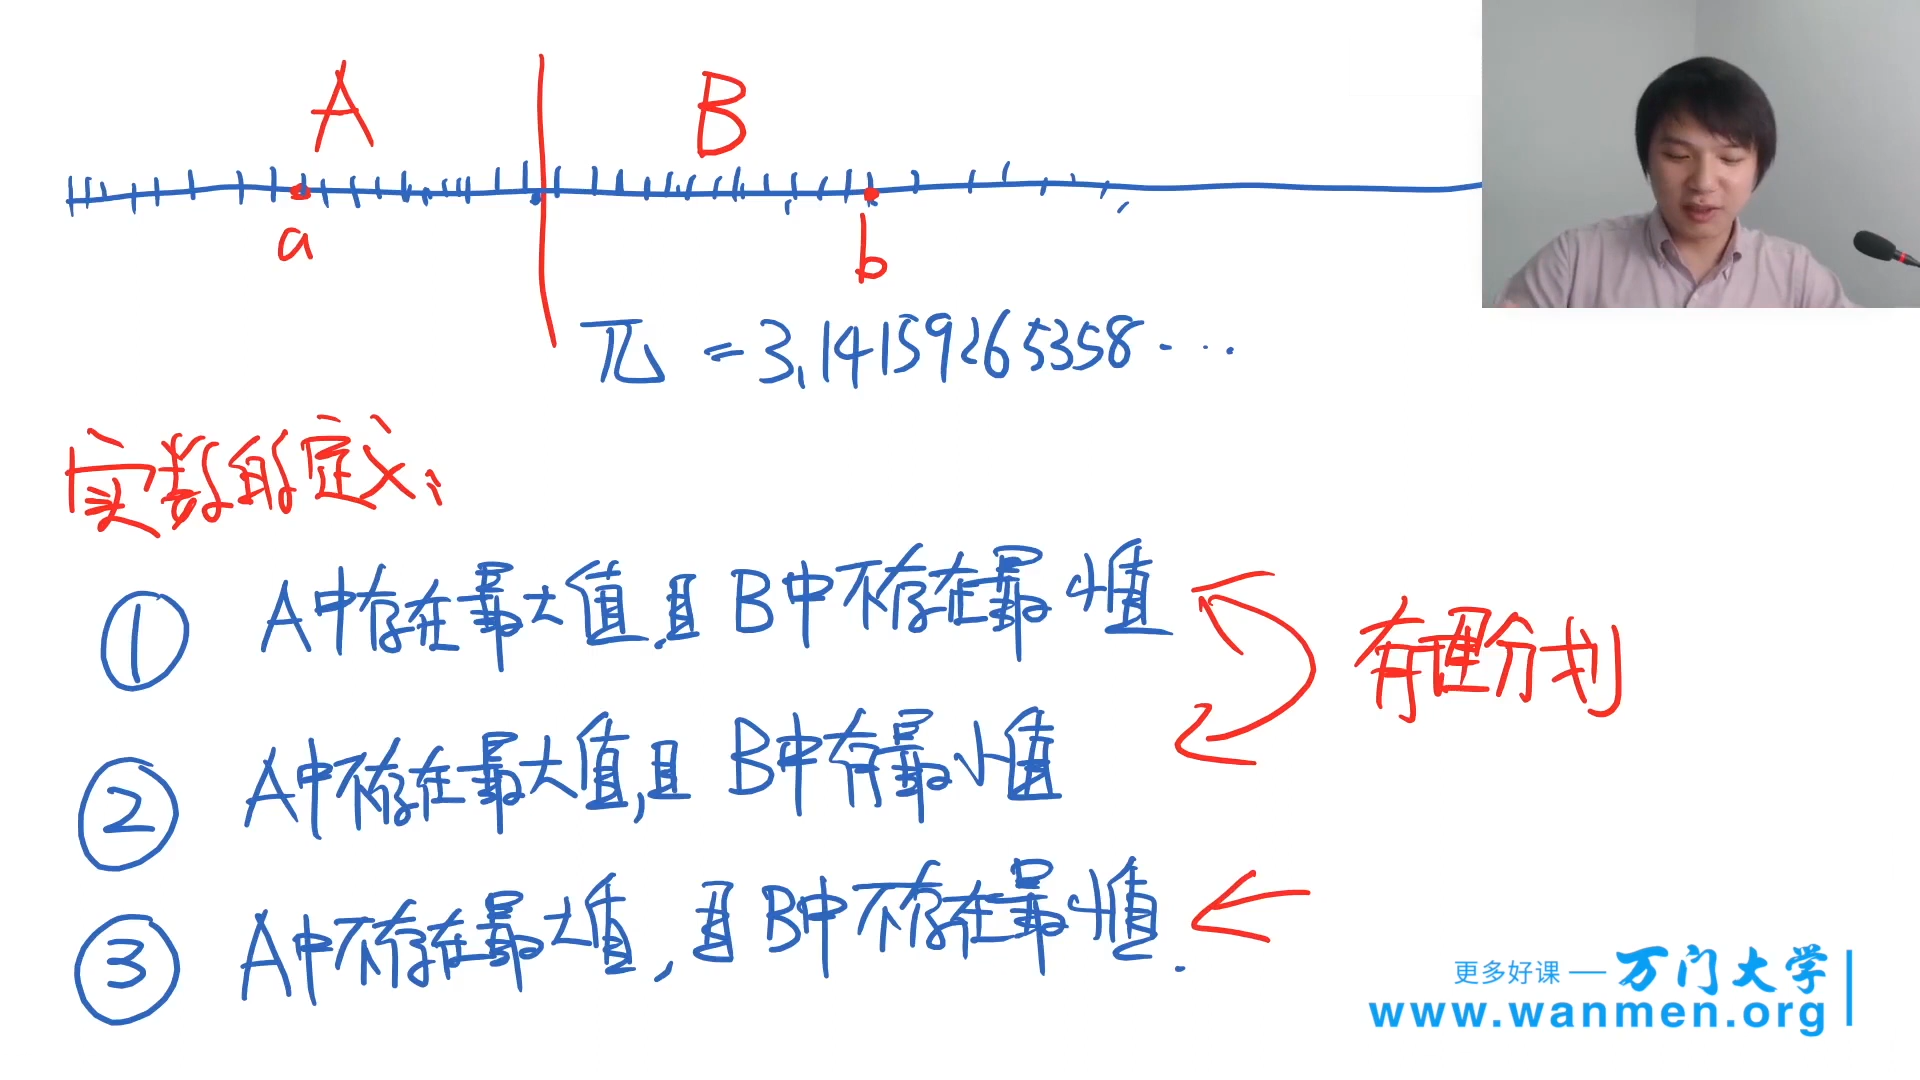 A B
a b
π = 3.14159265358...
实数的定义:
① A中存在最大值,且 B中不存在最小值
有理分划
② A中不存在最大值,且 B中存最小值
③ A中不存在最大值,且B中不存在最小值.
更多好课 — 万门大学
www.wanmen.org